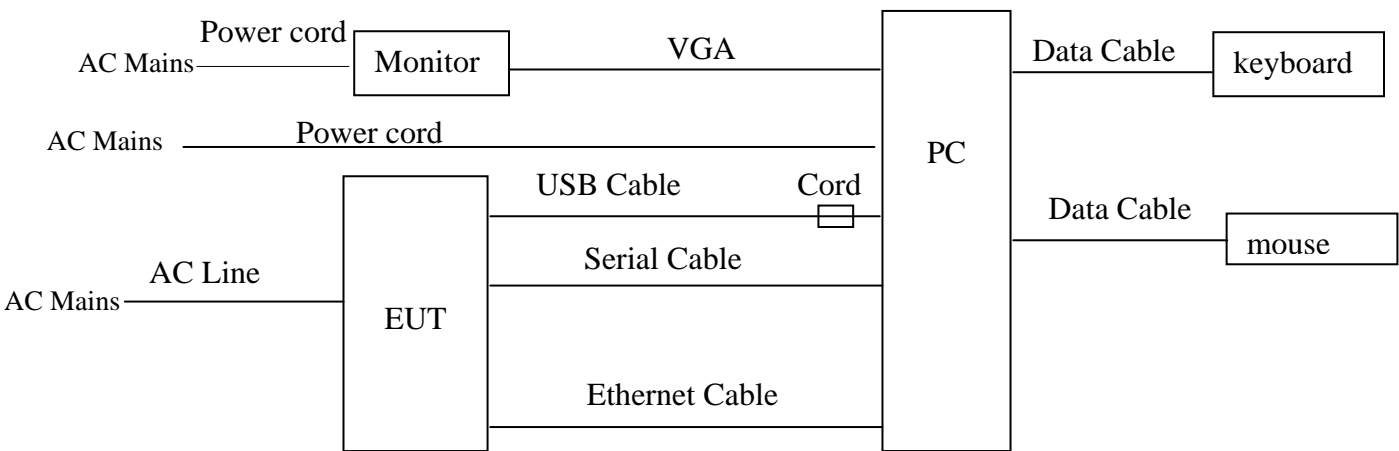 Power cord
AC Mains
Monitor
VGA
Data Cable
keyboard
AC Mains
Power cord
PC
USB Cable
Cord
Data Cable
mouse
Serial Cable
AC Line
AC Mains
EUT
Ethernet Cable